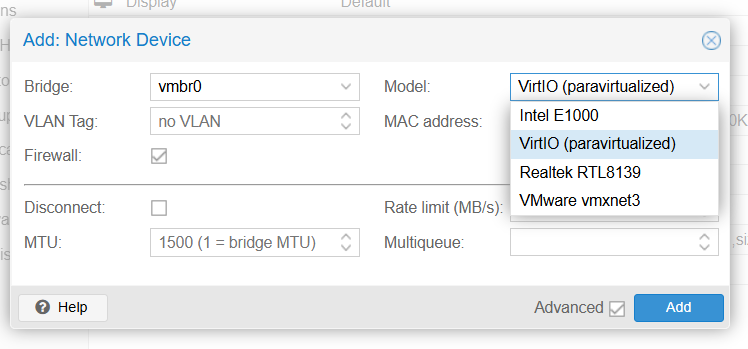 ns
Display Default
Add: Network Device
Bridge: vmbr0 Model: VirtIO (paravirtualized)
Intel E1000
VLAN Tag: no VLAN MAC address:
VirtIO (paravirtualized)
Firewall:
Realtek RTL8139
VMware vmxnet3
Disconnect: Rate limit (MB/s):
MTU: 1500 (1 = bridge MTU) Multiqueue:
Help Advanced Add